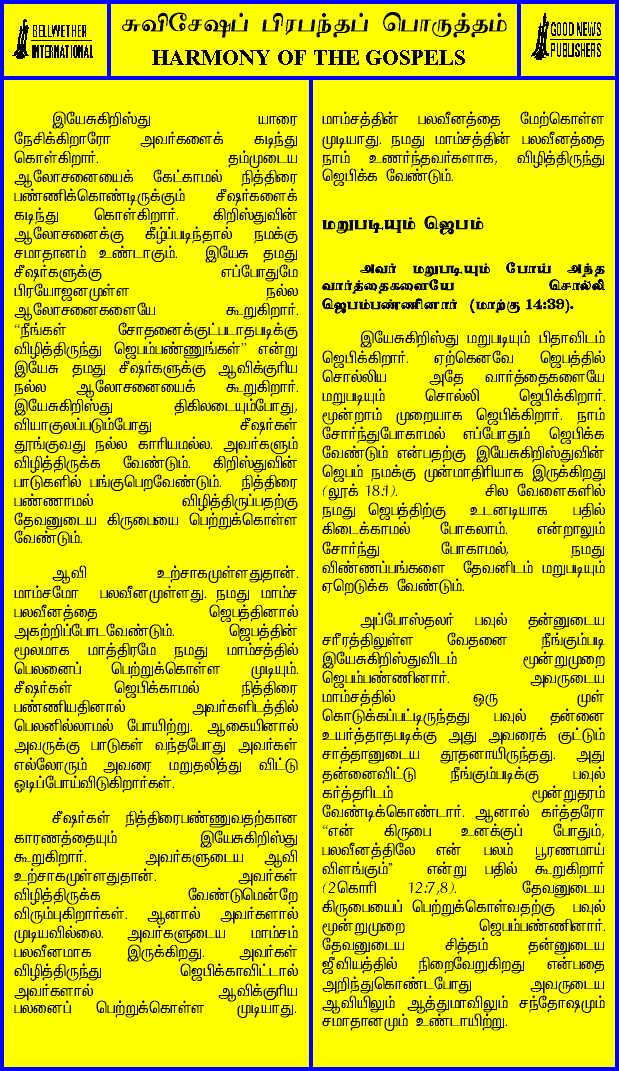 BELLWETHER
INTERNATIONAL
சுவிசேஷப் பிரபந்தப் பொருத்தம்
HARMONY OF THE GOSPELS
GOOD NEWS
PUBLISHERS
இயேசுகிறிஸ்து யாரை
நேசிக்கிறாரோ அவர்களைக் கடிந்து
கொள்கிறார். தம்முடைய
ஆலோசனையைக் கேட்காமல் நித்திரை
பண்ணிக்கொண்டிருக்கும் சீஷர்களைக்
கடிந்து கொள்கிறார். கிறிஸ்துவின்
ஆலோசனைக்கு கீழ்ப்படிந்தால் நமக்கு
சமாதானம் உண்டாகும். இயேசு தமது
சீஷர்களுக்கு எப்போதுமே
பிரயோஜனமுள்ள நல்ல
ஆலோசனைகளையே கூறுகிறார்.
“நீங்கள் சோதனைக்குட்படாதபடிக்கு
விழித்திருந்து ஜெபம்பண்ணுங்கள்” என்று
இயேசு தமது சீஷர்களுக்கு ஆவிக்குரிய
நல்ல ஆலோசனையைக் கூறுகிறார்.
இயேசுகிறிஸ்து திகிலடையும்போது,
வியாகுலப்படும்போது சீஷர்கள்
தூங்குவது நல்ல காரியமல்ல. அவர்களும்
விழித்திருக்க வேண்டும். கிறிஸ்துவின்
பாடுகளில் பங்குபெறவேண்டும். நித்திரை
பண்ணாமல் விழித்திருப்பதற்கு
தேவனுடைய கிருபையை பெற்றுக்கொள்ள
வேண்டும்.
ஆவி உற்சாகமுள்ளதுதான்.
மாம்சமோ பலவீனமுள்ளது. நமது மாம்ச
பலவீனத்தை ஜெபத்தினால்
அகற்றிப்போடவேண்டும். ஜெபத்தின்
மூலமாக மாத்திரமே நமது மாம்சத்தில்
பெலனைப் பெற்றுக்கொள்ள முடியும்.
சீஷர்கள் ஜெபிக்காமல் நித்திரை
பண்ணியதினால் அவர்களிடத்தில்
பெலனில்லாமல் போயிற்று. ஆகையினால்
அவருக்கு பாடுகள் வந்தபோது அவர்கள்
எல்லோரும் அவரை மறுதலித்து விட்டு
ஓடிப்போய்விடுகிறார்கள்.
சீஷர்கள் நித்திரைபண்ணுவதற்கான
காரணத்தையும் இயேசுகிறிஸ்து
கூறுகிறார். அவர்களுடைய ஆவி
உற்சாகமுள்ளதுதான். அவர்கள்
விழித்திருக்க வேண்டுமென்றே
விரும்புகிறார்கள். ஆனால் அவர்களால்
முடியவில்லை. அவர்களுடைய மாம்சம்
பலவீனமாக இருக்கிறது. அவர்கள்
விழித்திருந்து ஜெபிக்காவிட்டால்
அவர்களால் ஆவிக்குரிய
பலனைப் பெற்றுக்கொள்ள முடியாது.
மாம்சத்தின் பலவீனத்தை மேற்கொள்ள
முடியாது. நமது மாம்சத்தின் பலவீனத்தை
நாம் உணர்ந்தவர்களாக, விழித்திருந்து
ஜெபிக்க வேண்டும்.
மறுபடியும் ஜெபம்
அவர் மறுபடியும் போய் அந்த
வார்த்தைகளையே சொல்லி
ஜெபம்பண்ணினார் (மாற்கு 14:39).
இயேசுகிறிஸ்து மறுபடியும் பிதாவிடம்
ஜெபிக்கிறார். ஏற்கெனவே ஜெபத்தில்
சொல்லிய அதே வார்த்தைகளையே
மறுபடியும் சொல்லி ஜெபிக்கிறார்.
மூன்றாம் முறையாக ஜெபிக்கிறார். நாம்
சோர்ந்துபோகாமல் எப்போதும் ஜெபிக்க
வேண்டும் என்பதற்கு இயேசுகிறிஸ்துவின்
ஜெபம் நமக்கு முன்மாதிரியாக இருக்கிறது
(லூக் 18:1). சில வேளைகளில்
நமது ஜெபத்திற்கு உடனடியாக பதில்
கிடைக்காமல் போகலாம். என்றாலும்
சோர்ந்து போகாமல், நமது
விண்ணப்பங்களை தேவனிடம் மறுபடியும்
ஏறெடுக்க வேண்டும்.
அப்போஸ்தலர் பவுல் தன்னுடைய
சரீரத்திலுள்ள வேதனை நீங்கும்படி
இயேசுகிறிஸ்துவிடம் மூன்றுமுறை
ஜெபம்பண்ணினார். அவருடைய
மாம்சத்தில் ஒரு முள்
கொடுக்கப்பட்டிருந்தது பவுல் தன்னை
உயர்த்தாதபடிக்கு அது அவரைக் குட்டும்
சாத்தானுடைய தூதனாயிருந்தது. அது
தன்னைவிட்டு நீங்கும்படிக்கு பவுல்
கர்த்தரிடம் மூன்றுதரம்
வேண்டிக்கொண்டார். ஆனால் கர்த்தரோ
“என் கிருபை உனக்குப் போதும்,
பலவீனத்திலே என் பலம் பூரணமாய்
விளங்கும்” என்று பதில் கூறுகிறார்
(2கொரி 12:7,8). தேவனுடைய
கிருபையைப் பெற்றுக்கொள்வதற்கு பவுல்
மூன்றுமுறை ஜெபம்பண்ணினார்.
தேவனுடைய சித்தம் தன்னுடைய
ஜீவியத்தில் நிறைவேறுகிறது என்பதை
அறிந்துகொண்டபோது அவருடைய
ஆவியிலும் ஆத்துமாவிலும் சந்தோஷமும்
சமாதானமும் உண்டாயிற்று.